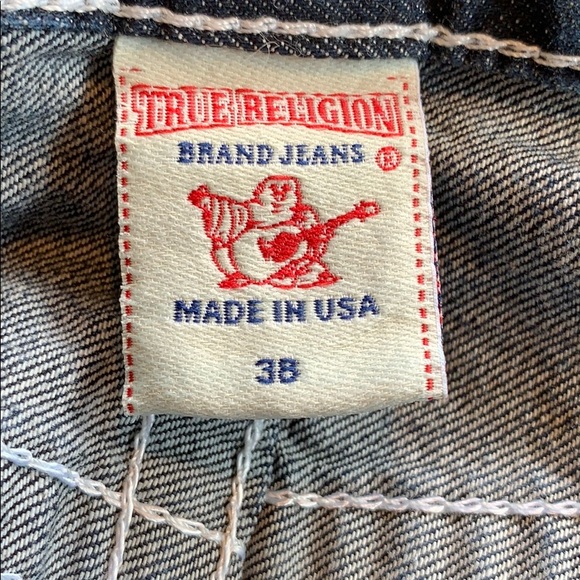 TRUE RELIGION
BRAND JEANS ®
MADE IN USA
38